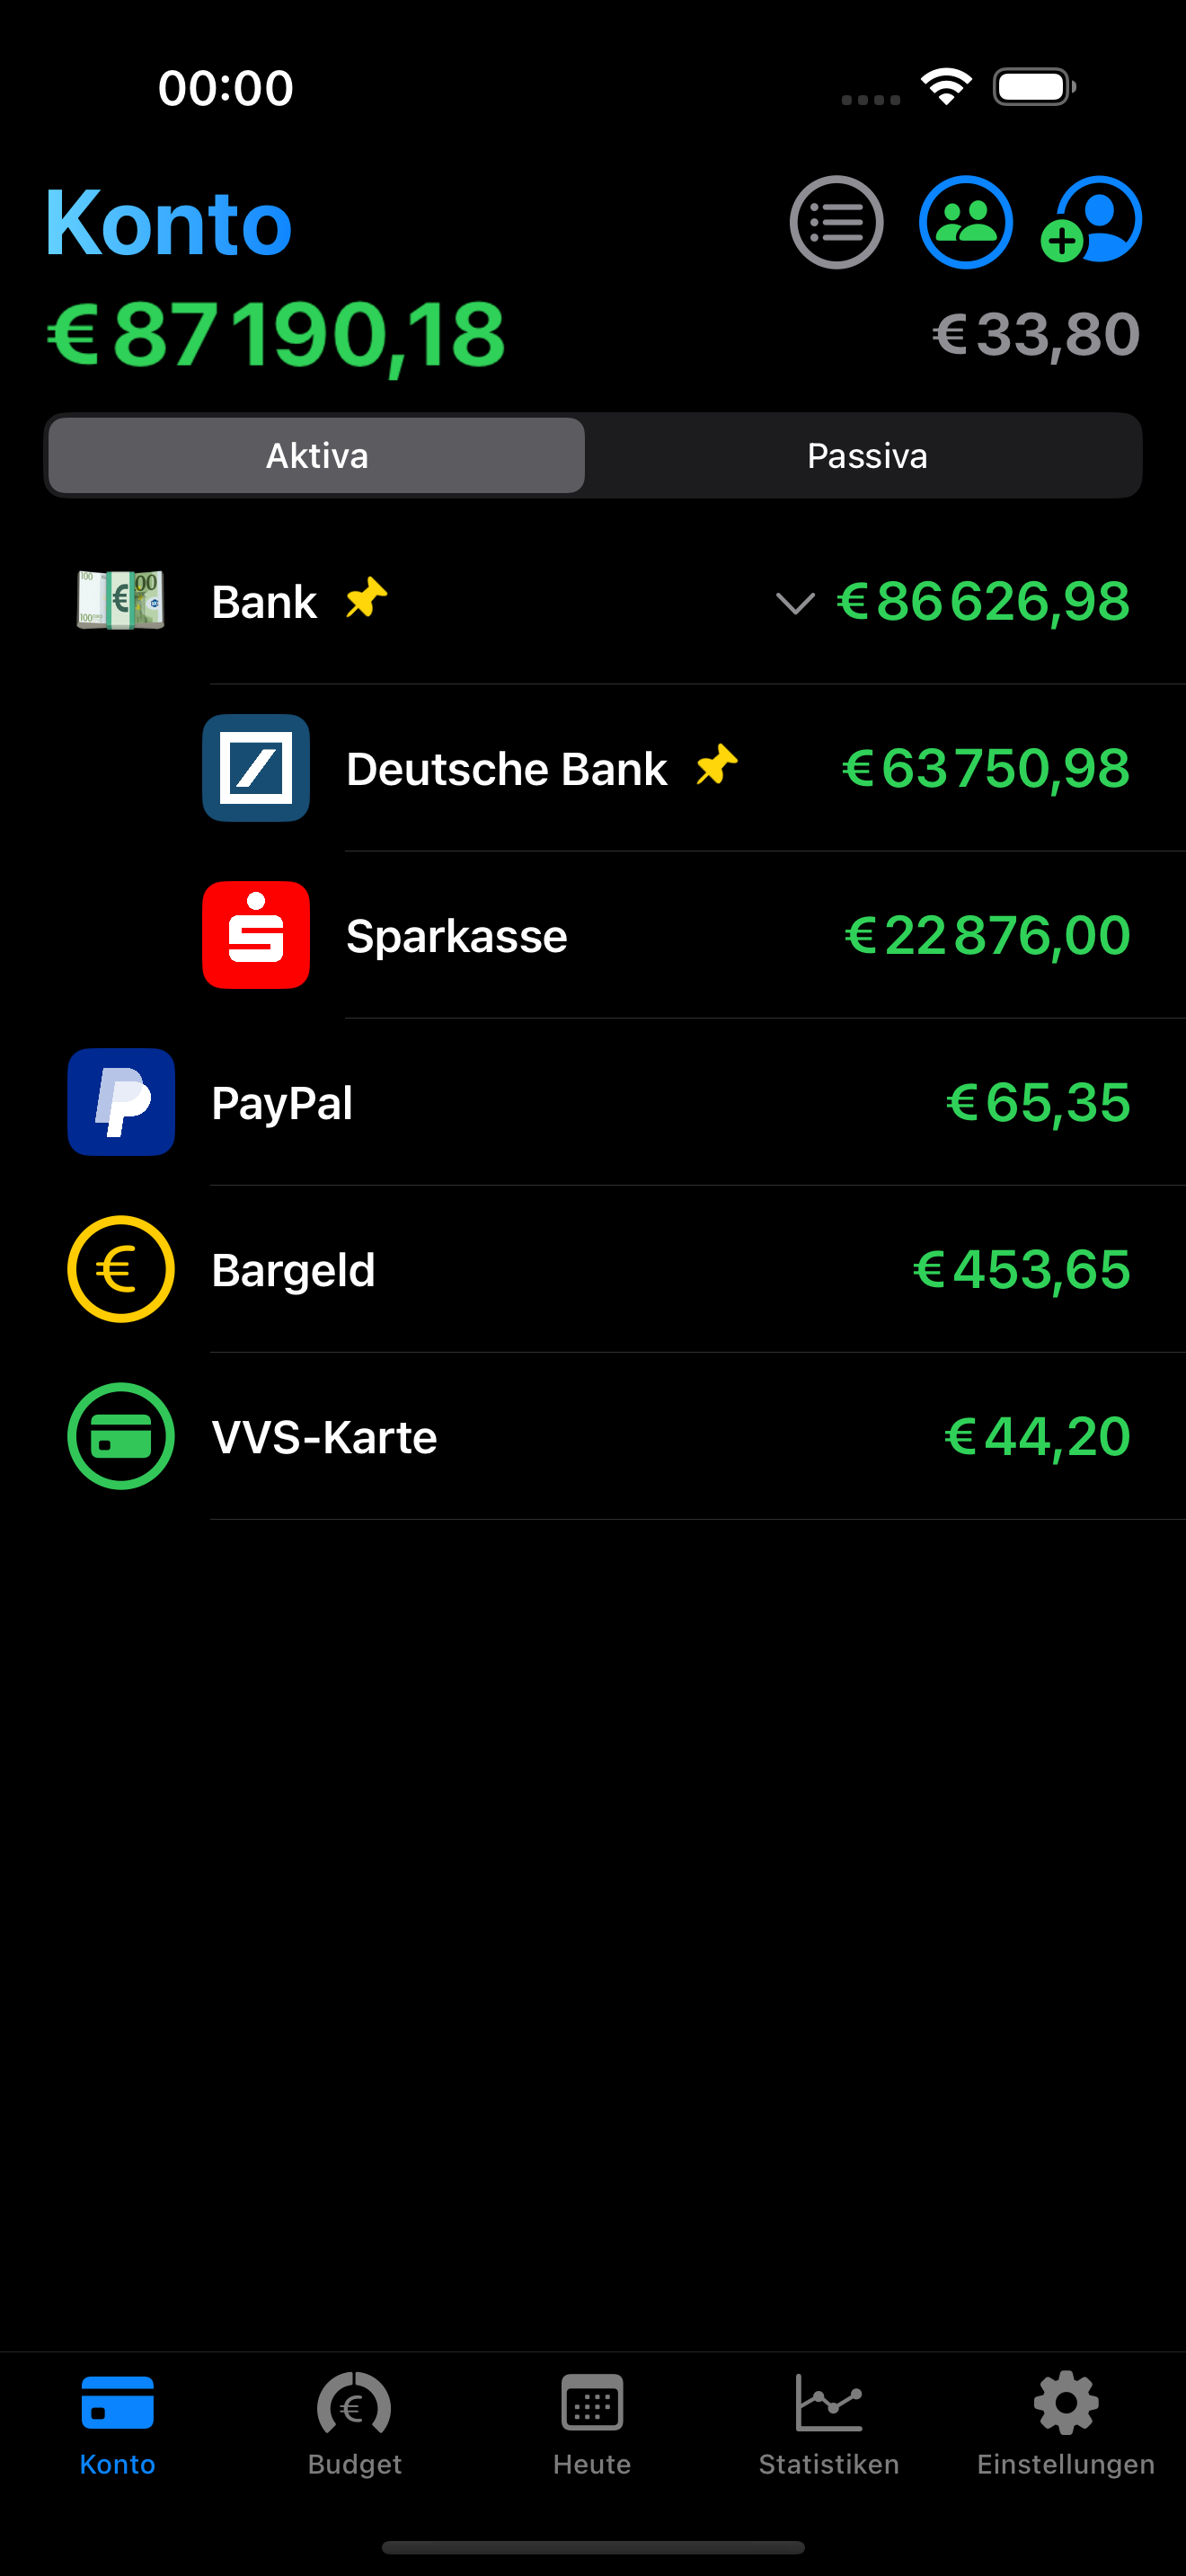 00:00
Konto
€87 190,18
€33,80
Aktiva
Passiva
Bank
€86 626,98
Deutsche Bank
€63 750,98
Sparkasse
€22 876,00
PayPal
€65,35
Bargeld
€453,65
VVS-Karte
€44,20
Konto
Budget
Heute
Statistiken
Einstellungen